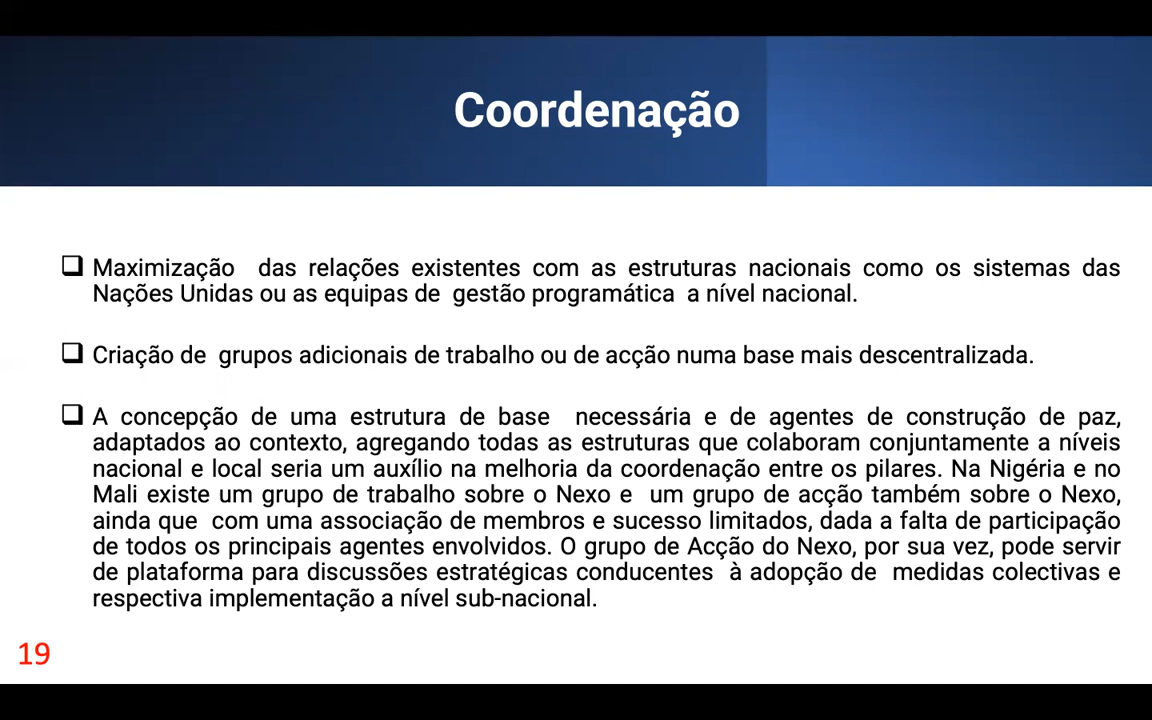 Coordenação
Maximização das relações existentes com as estruturas nacionais como os sistemas das
Nações Unidas ou as equipas de gestão programática a nível nacional.
Criação de grupos adicionais de trabalho ou de acção numa base mais descentralizada.
A concepção de uma estrutura de base necessária e de agentes de construção de paz,
adaptados ao contexto, agregando todas as estruturas que colaboram conjuntamente a níveis
nacional e local seria um auxílio na melhoria da coordenação entre os pilares. Na Nigéria e no
Mali existe um grupo de trabalho sobre o Nexo e um grupo de acção também sobre o Nexo,
ainda que com uma associação de membros e sucesso limitados, dada a falta de participação
de todos os principais agentes envolvidos. O grupo de Acção do Nexo, por sua vez, pode servir
de plataforma para discussões estratégicas conducentes à adopção de medidas colectivas e
respectiva implementação a nível sub-nacional.
19